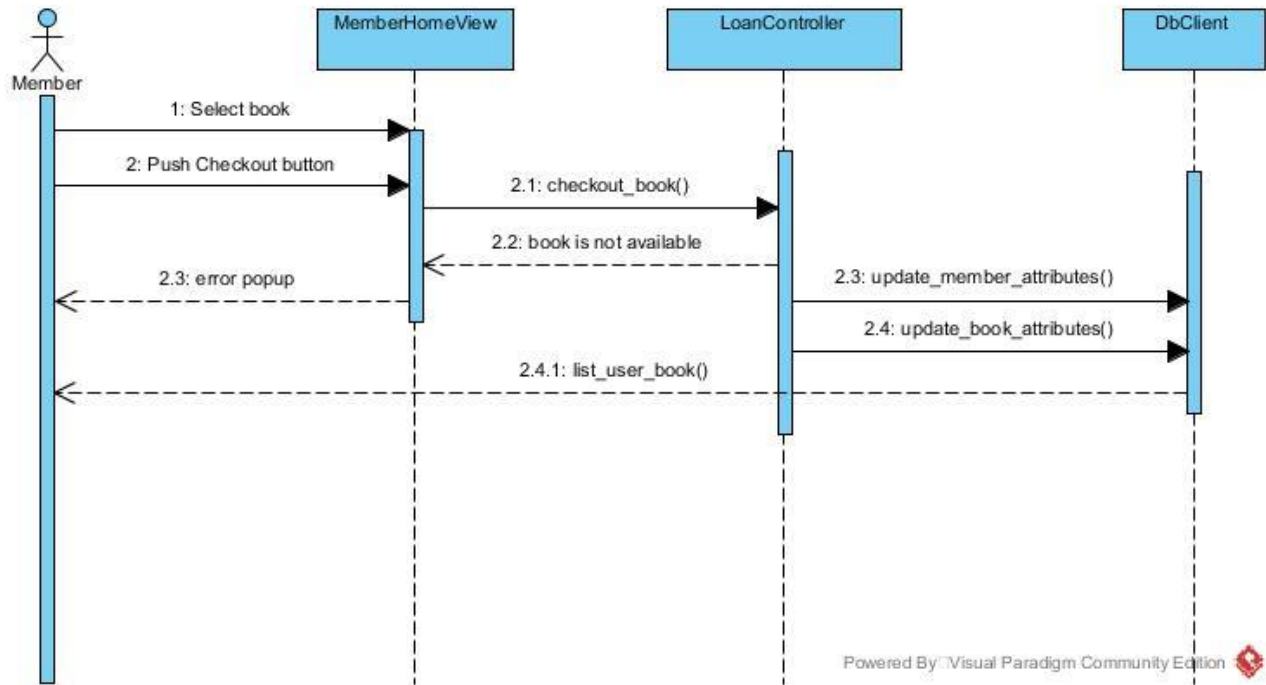 MemberHomeView
LoanController
DbClient
Member
1: Select book
2: Push Checkout button
2.1: checkout_book()
2.2: book is not available
2.3: error popup
2.3: update_member_attributes()
2.4: update_book_attributes()
2.4.1: list_user_book()
Powered By Visual Paradigm Community Edition